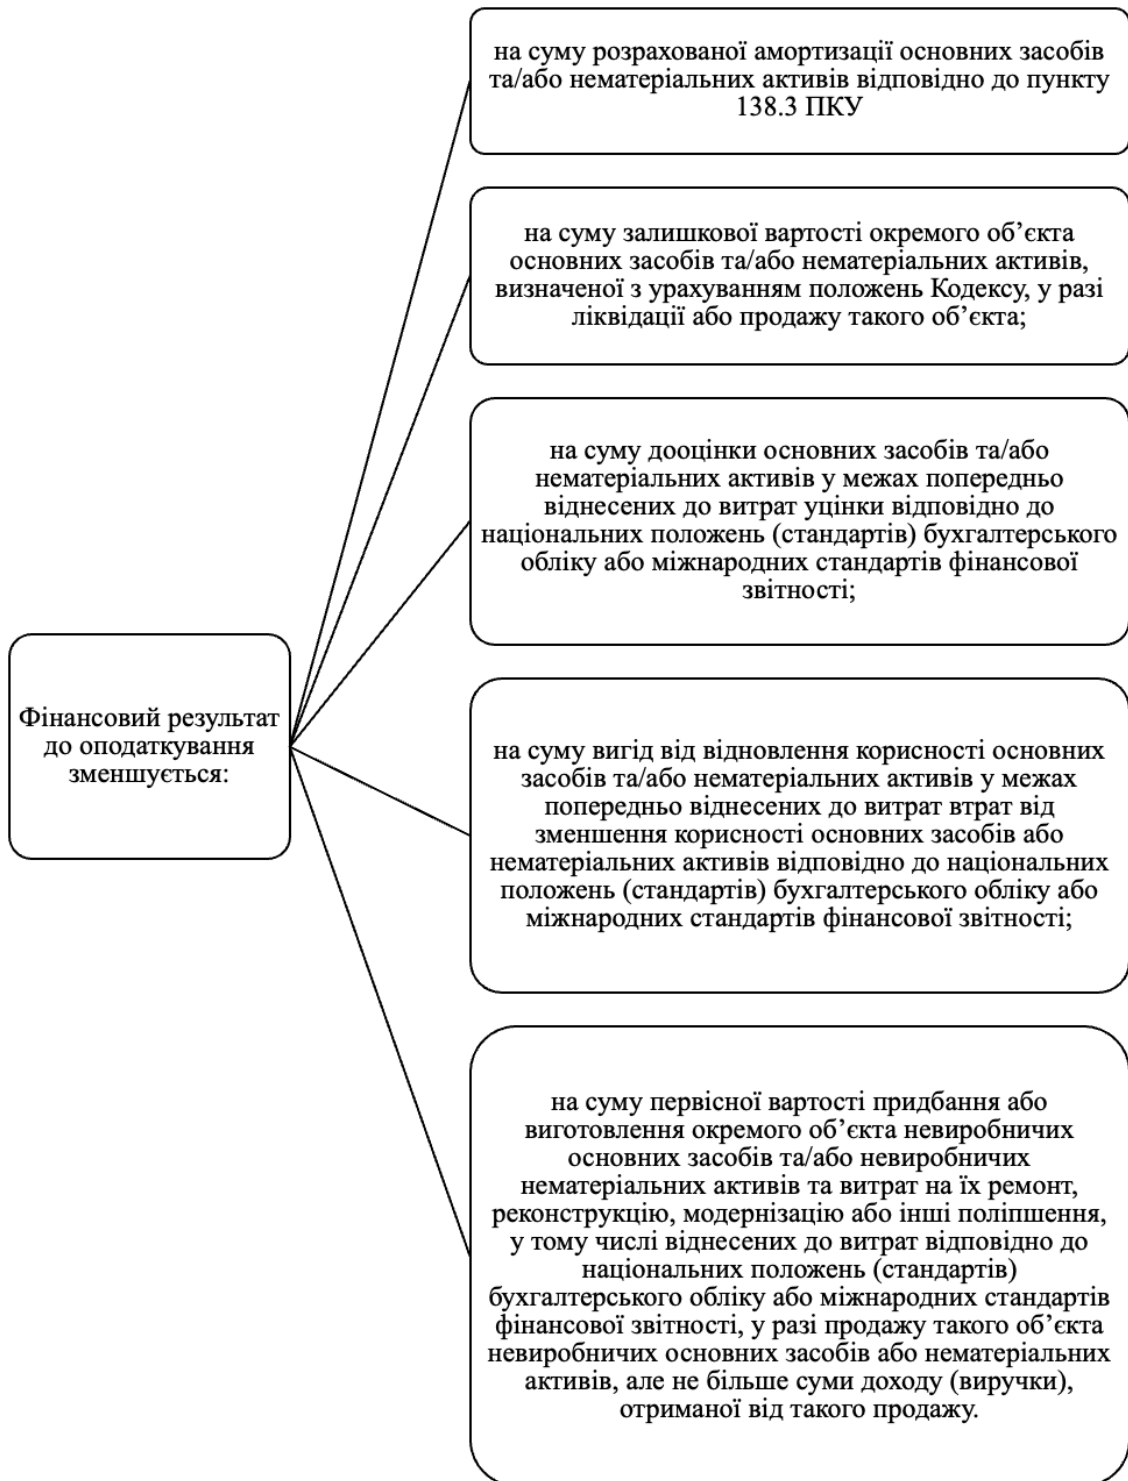 Фінансовий результат
до оподаткування
зменшується:
на суму розрахованої амортизації основних засобів
та/або нематеріальних активів відповідно до пункту
138.3 ПКУ
на суму залишкової вартості окремого об’єкта
основних засобів та/або нематеріальних активів,
визначеної з урахуванням положень Кодексу, у разі
ліквідації або продажу такого об’єкта;
на суму дооцінки основних засобів та/або
нематеріальних активів у межах попередньо
віднесених до витрат уцінки відповідно до
національних положень (стандартів) бухгалтерського
обліку або міжнародних стандартів фінансової
звітності;
на суму вигід від відновлення корисності основних
засобів та/або нематеріальних активів у межах
попередньо віднесених до витрат втрат від
зменшення корисності основних засобів або
нематеріальних активів відповідно до національних
положень (стандартів) бухгалтерського обліку або
міжнародних стандартів фінансової звітності;
на суму первісної вартості придбання або
виготовлення окремого об’єкта невиробничих
основних засобів та/або невиробничих
нематеріальних активів та витрат на їх ремонт,
реконструкцію, модернізацію або інші поліпшення,
у тому числі віднесених до витрат відповідно до
національних положень (стандартів)
бухгалтерського обліку або міжнародних стандартів
фінансової звітності, у разі продажу такого об’єкта
невиробничих основних засобів або нематеріальних
активів, але не більше суми доходу (виручки),
отриманої від такого продажу.